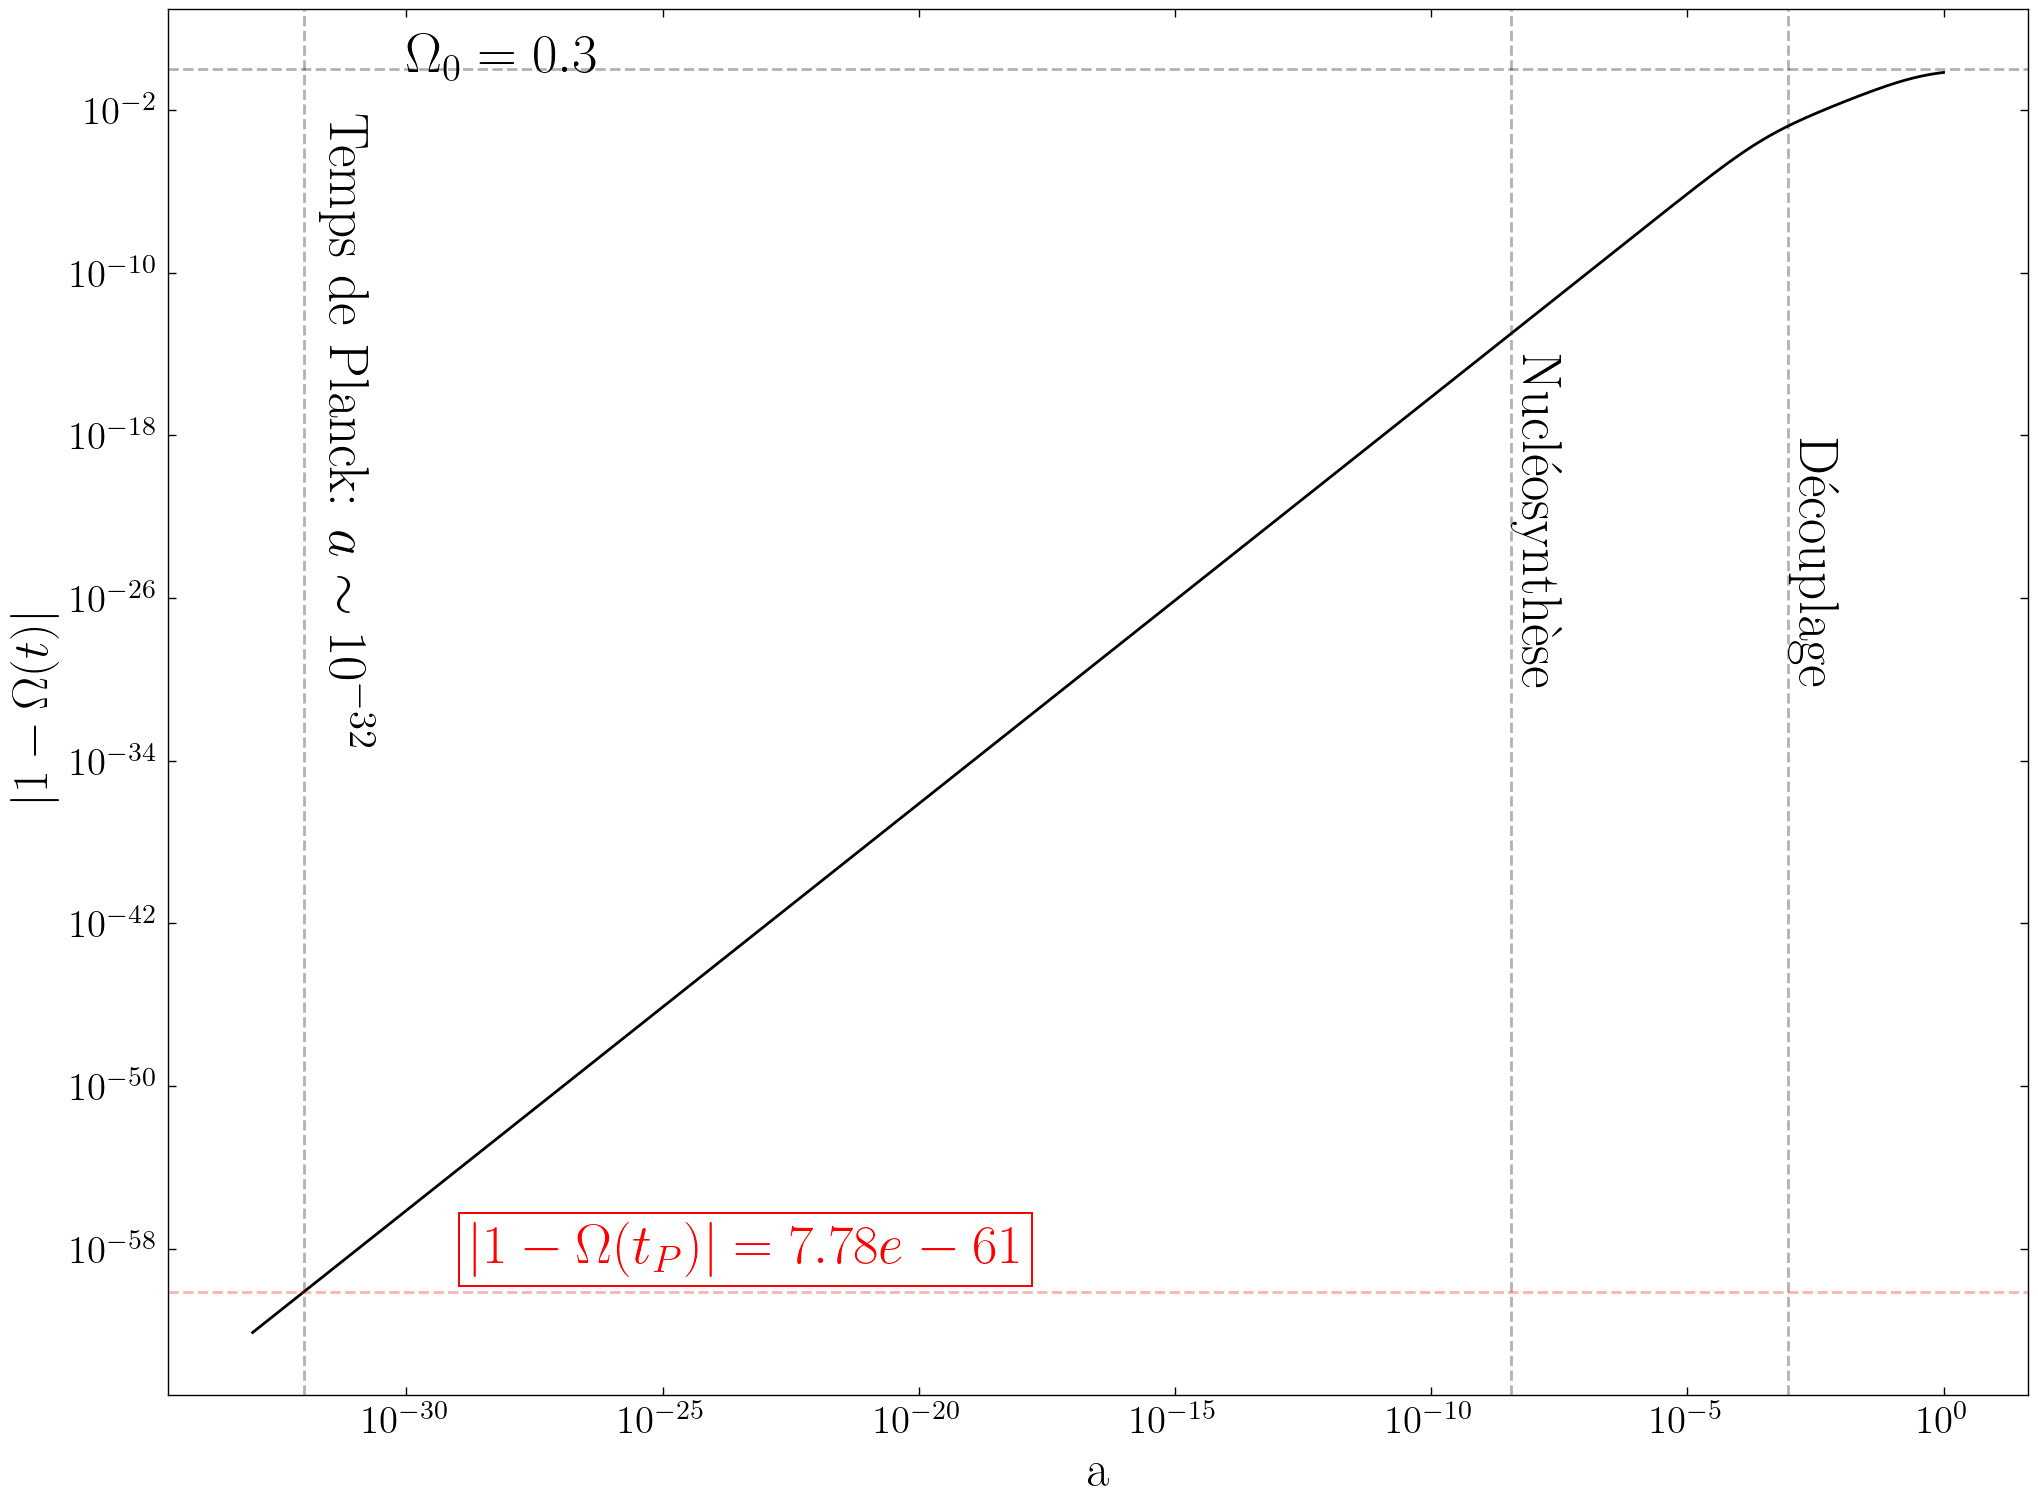 Ω₀ = 0.3
Temps de Planck: a ∼ 10⁻³²
Nucléosynthèse
Découplage
|1 − Ω(t_P)| = 7.78e − 61
|1 − Ω(t)|
10⁻²
10⁻¹⁰
10⁻¹⁸
10⁻²⁶
10⁻³⁴
10⁻⁴²
10⁻⁵⁰
10⁻⁵⁸
10⁻³⁰ 10⁻²⁵ 10⁻²⁰ 10⁻¹⁵ 10⁻¹⁰ 10⁻⁵ 10⁰
a